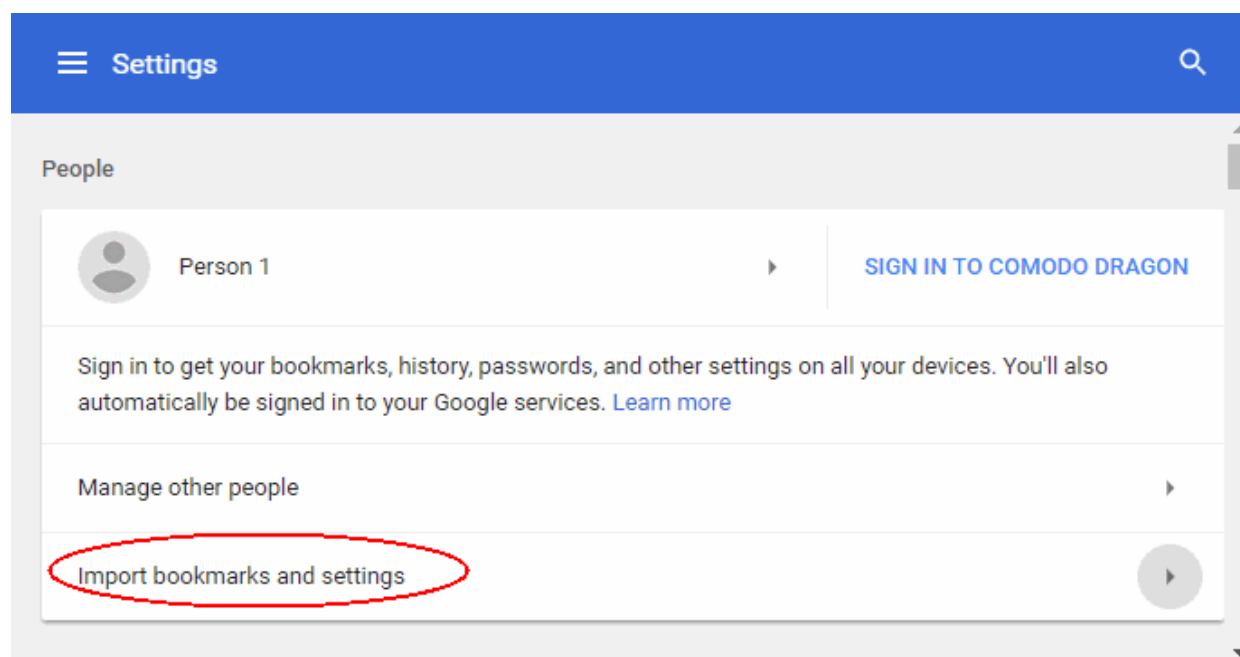 Settings
People
Person 1
SIGN IN TO COMODO DRAGON
Sign in to get your bookmarks, history, passwords, and other settings on all your devices. You'll also
automatically be signed in to your Google services. Learn more
Manage other people
Import bookmarks and settings